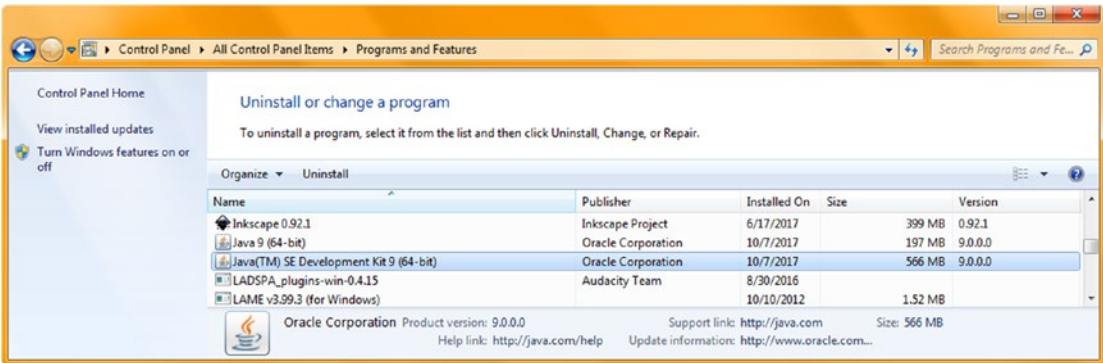 Control Panel ▸ All Control Panel Items ▸ Programs and Features
Search Programs and Fe...
Control Panel Home
View installed updates
Turn Windows features on or
off
Uninstall or change a program
To uninstall a program, select it from the list and then click Uninstall, Change, or Repair.
Organize Uninstall
Name Publisher Installed On Size Version
Inkscape 0.92.1 Inkscape Project 6/17/2017 399 MB 0.92.1
Java 9 (64-bit) Oracle Corporation 10/7/2017 197 MB 9.0.0.0
Java(TM) SE Development Kit 9 (64-bit) Oracle Corporation 10/7/2017 566 MB 9.0.0.0
LADSPA_plugins-win-0.4.15 Audacity Team 8/30/2016
LAME v3.99.3 (for Windows) 10/10/2012 1.52 MB
Oracle Corporation Product version: 9.0.0.0 Support link: http://java.com Size: 566 MB
Help link: http://java.com/help Update information: http://www.oracle.com...